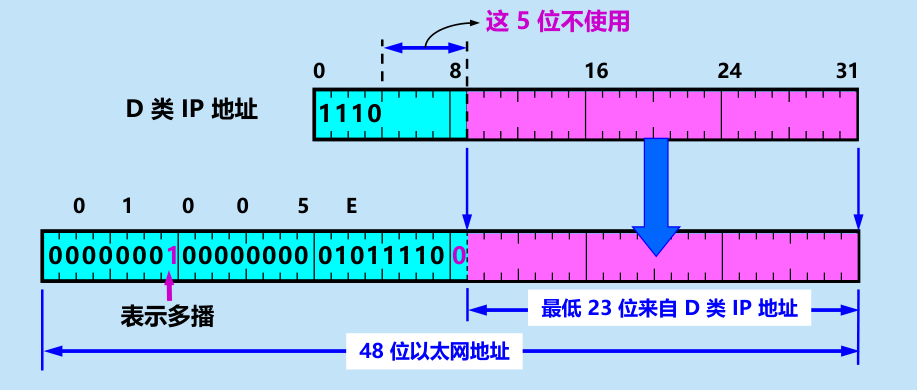 这 5 位不使用
0 8 16 24 31
D 类 IP 地址
1110
0 1 0 0 5 E
00000001 00000000 01011110 0
表示多播
最低 23 位来自 D 类 IP 地址
48 位以太网地址